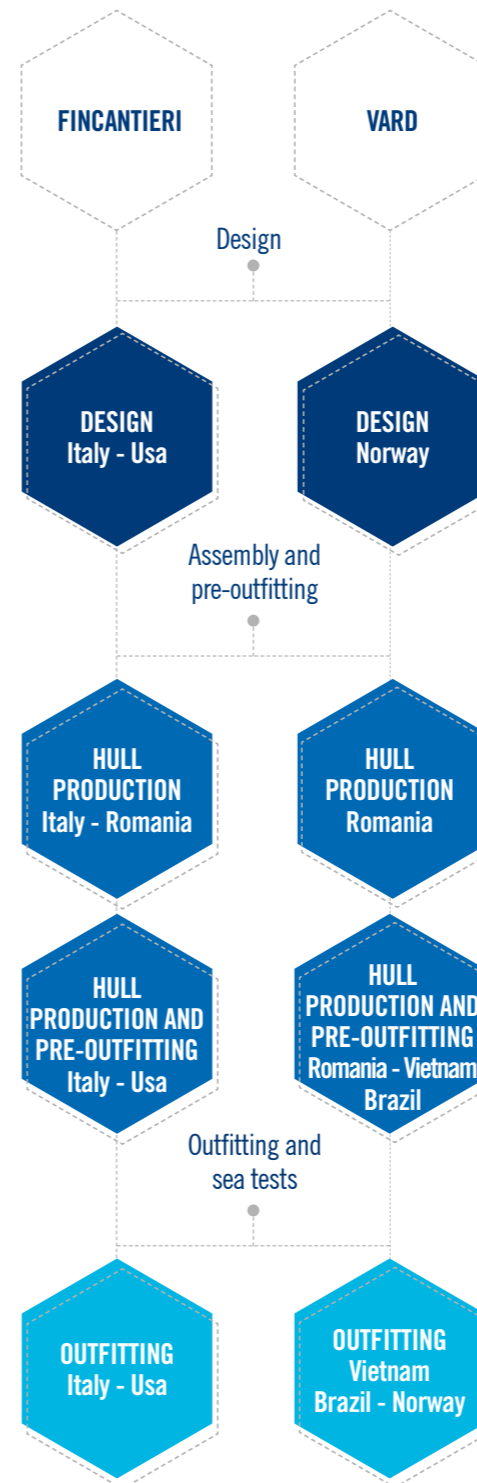 FINCANTIERI
VARD
Design
DESIGN
Italy - Usa
DESIGN
Norway
Assembly and
pre-outfitting
HULL
PRODUCTION
Italy - Romania
HULL
PRODUCTION
Romania
HULL
PRODUCTION AND
PRE-OUTFITTING
Italy - Usa
HULL
PRODUCTION AND
PRE-OUTFITTING
Romania - Vietnam
Brazil
Outfitting and
sea tests
OUTFITTING
Italy - Usa
OUTFITTING
Vietnam
Brazil - Norway